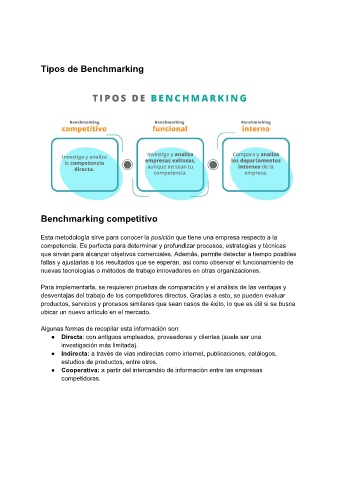 Tipos de Benchmarking
TIPOS DE BENCHMARKING
Benchmarking
competitivo
Investiga y analiza
la competencia
directa.
Benchmarking
funcional
Investiga y analiza
empresas exitosas,
aunque no sean tu
competencia.
Benchmarking
interno
Compara y analiza
los departamentos
internos de la
empresa.
Benchmarking competitivo
Esta metodología sirve para conocer la posición que tiene una empresa respecto a la
competencia. Es perfecta para determinar y profundizar procesos, estrategias y técnicas
que sirvan para alcanzar objetivos comerciales. Además, permite detectar a tiempo posibles
fallas y ajustarlas a los resultados que se esperan, así como observar el funcionamiento de
nuevas tecnologías o métodos de trabajo innovadores en otras organizaciones.
Para implementarla, se requieren pruebas de comparación y el análisis de las ventajas y
desventajas del trabajo de los competidores directos. Gracias a esto, se pueden evaluar
productos, servicios y procesos similares que sean casos de éxito, lo que es útil si se busca
ubicar un nuevo artículo en el mercado.
Algunas formas de recopilar esta información son:
● Directa: con antiguos empleados, proveedores y clientes (suele ser una
investigación más limitada).
● Indirecta: a través de vías indirectas como internet, publicaciones, catálogos,
estudios de productos, entre otros.
● Cooperativa: a partir del intercambio de información entre las empresas
competidoras.